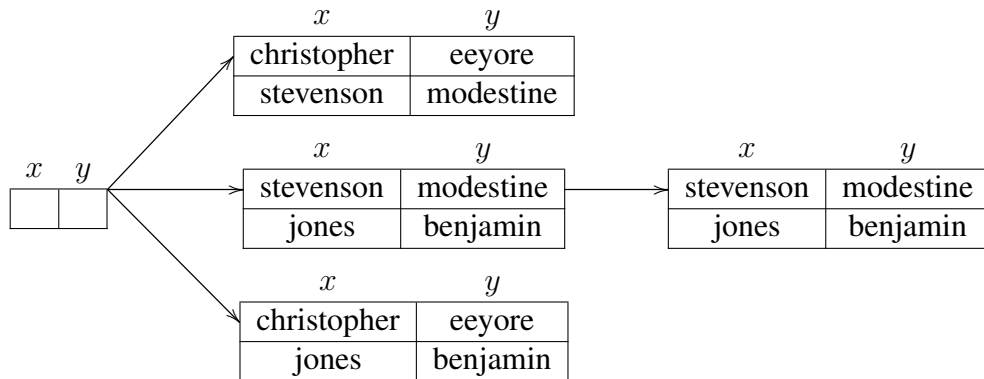 x y
christopher eeyore
stevenson modestine
x y
x y
stevenson modestine
jones benjamin
x y
stevenson modestine
jones benjamin
x y
christopher eeyore
jones benjamin